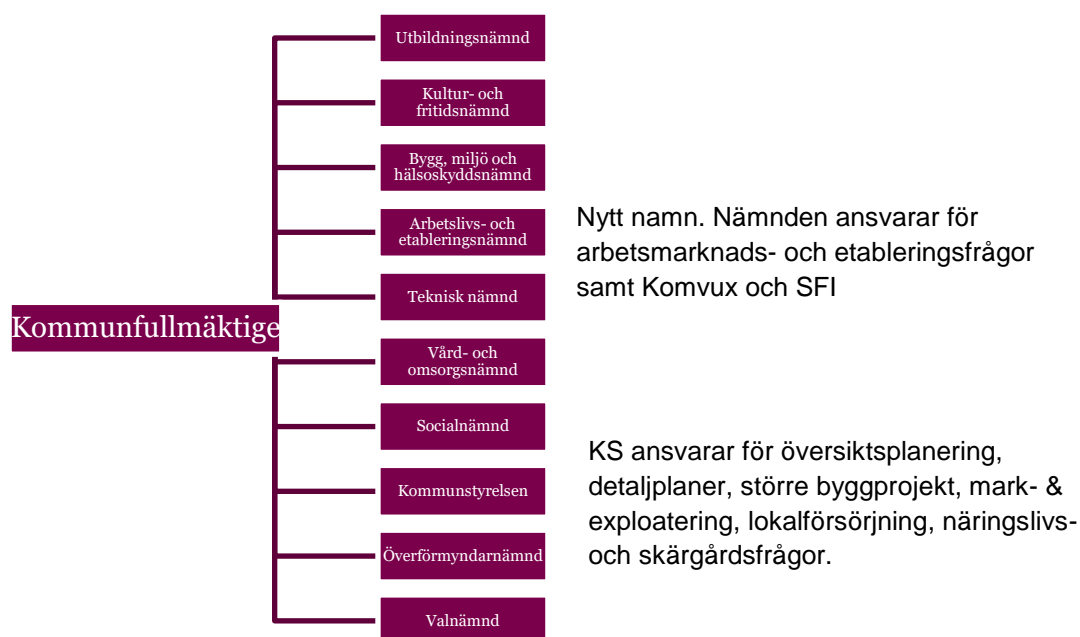 Utbildningsnämnd
Kultur- och
fritidsnämnd
Bygg, miljö och
hälsoskyddsnämnd
Arbetslivs- och
etableringsnämnd
Nytt namn. Nämnden ansvarar för
arbetsmarknads- och etableringsfrågor
samt Komvux och SFI
Teknisk nämnd
Kommunfullmäktige
Vård- och
omsorgsnämnd
Socialnämnd
Kommunstyrelsen
KS ansvarar för översiktsplanering,
detaljplaner, större byggprojekt, mark- &
exploatering, lokalförsörjning, näringslivs-
och skärgårdsfrågor.
Överförmyndarnämnd
Valnämnd